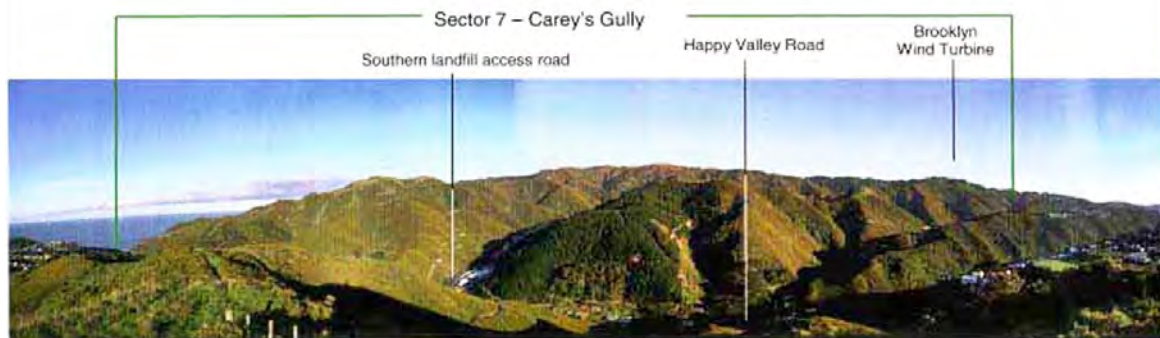 Sector 7 – Carey's Gully
Southern landfill access road
Happy Valley Road
Brooklyn
Wind Turbine